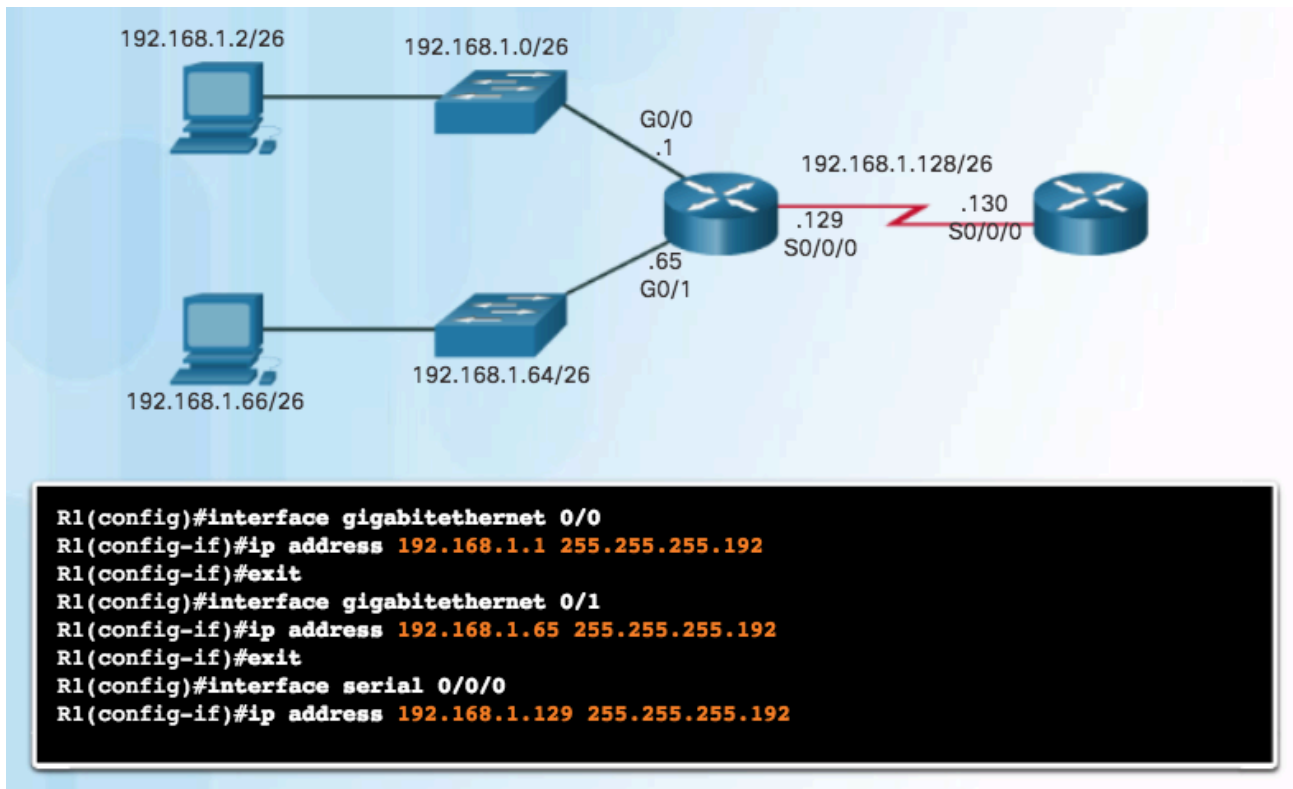 192.168.1.2/26
192.168.1.0/26
G0/0
.1
192.168.1.128/26
.129
S0/0/0
.130
S0/0/0
.65
G0/1
192.168.1.64/26
192.168.1.66/26
R1(config)#interface gigabitethernet 0/0
R1(config-if)#ip address 192.168.1.1 255.255.255.192
R1(config-if)#exit
R1(config)#interface gigabitethernet 0/1
R1(config-if)#ip address 192.168.1.65 255.255.255.192
R1(config-if)#exit
R1(config)#interface serial 0/0/0
R1(config-if)#ip address 192.168.1.129 255.255.255.192